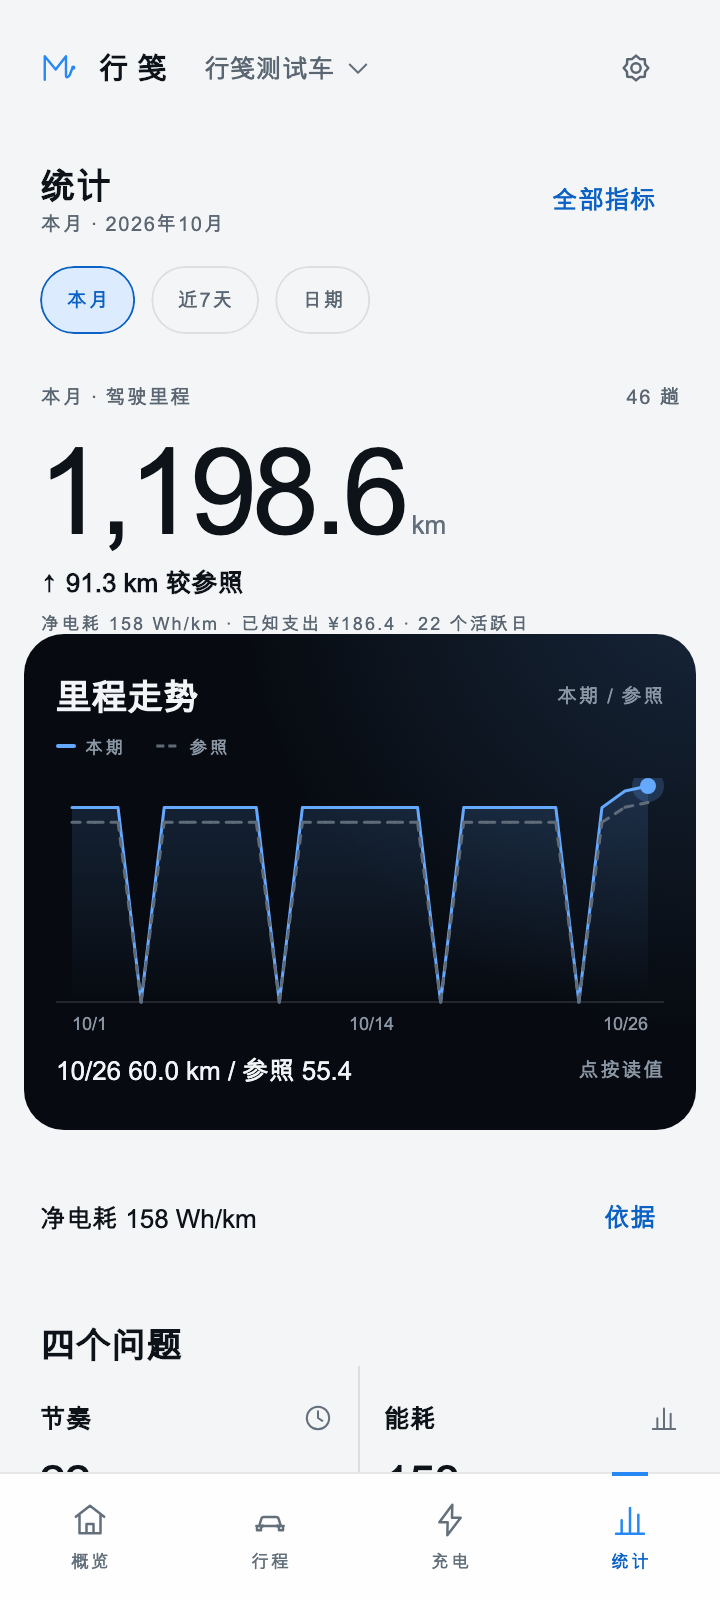 行笺 行笺测试车
统计
全部指标
本月 · 2026年10月
本月 近7天 日期
本月 · 驾驶里程 46 趟
1,198.6 km
↑ 91.3 km 较参照
净电耗 158 Wh/km · 已知支出 ¥186.4 · 22 个活跃日
里程走势 本期 / 参照
本期 参照
10/1 10/14 10/26
10/26 60.0 km / 参照 55.4 点按读值
净电耗 158 Wh/km 依据
四个问题
节奏 能耗
概览 行程 充电 统计